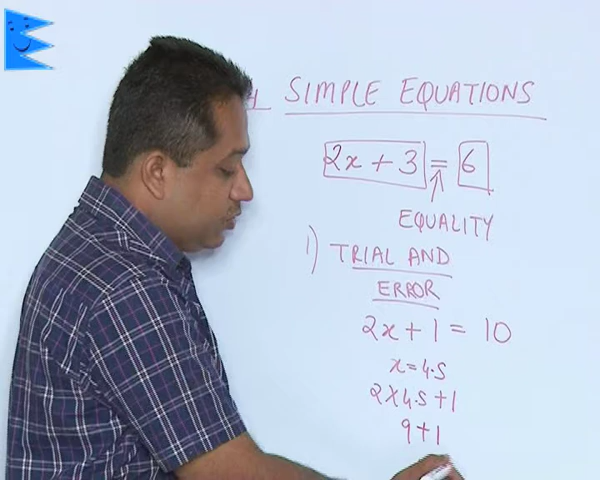 4 SIMPLE EQUATIONS
2x + 3 = 6
EQUALITY
1) TRIAL AND
ERROR
2x + 1 = 10
x = 4.5
2 X 4.5 + 1
9 + 1